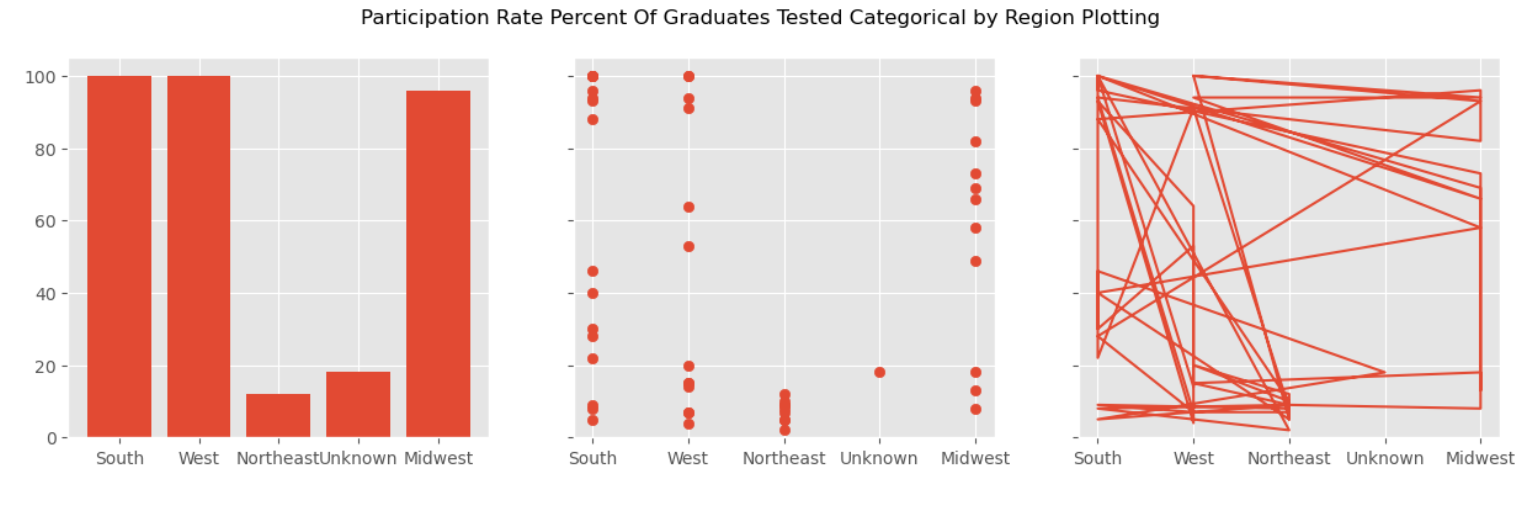 Participation Rate Percent Of Graduates Tested Categorical by Region Plotting
100
80
60
40
20
0
South West Northeast Unknown Midwest
South West Northeast Unknown Midwest
South West Northeast Unknown Midwest